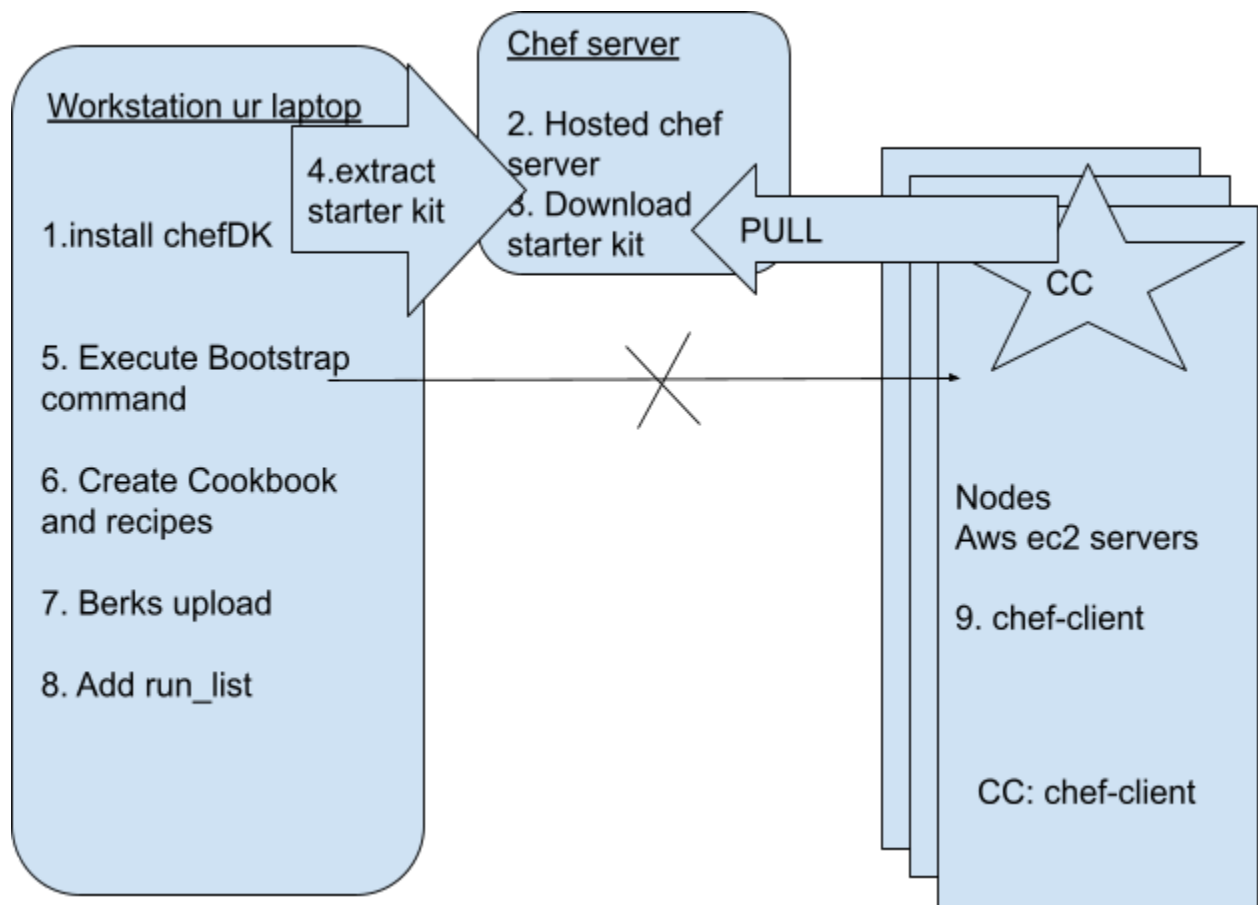 Workstation ur laptop
1.install chefDK
4.extract
starter kit
5. Execute Bootstrap
command
6. Create Cookbook
and recipes
7. Berks upload
8. Add run_list
Chef server
2. Hosted chef
server
3. Download
starter kit
PULL
CC
Nodes
Aws ec2 servers
9. chef-client
CC: chef-client